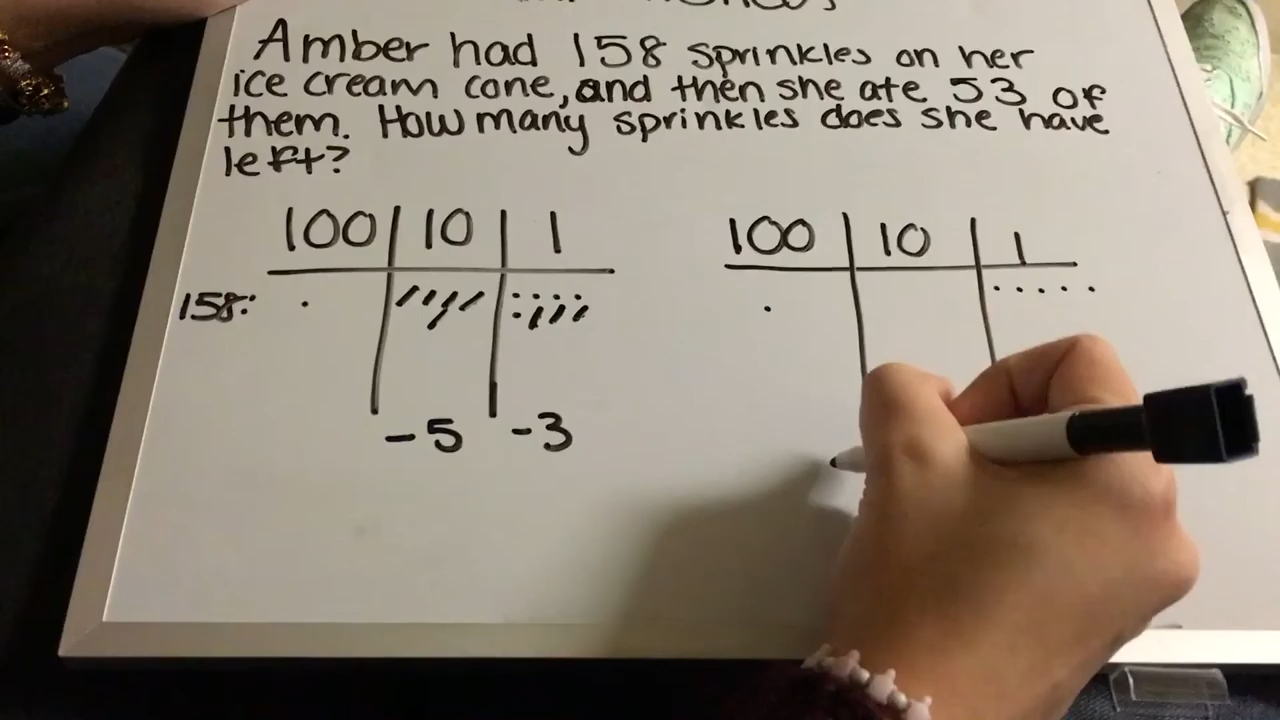 Amber had 158 sprinkles on her
ice cream cone, and then she ate 53 of
them. How many sprinkles does she have
left?
100 10 1
158:
-5 -3
100 10 1